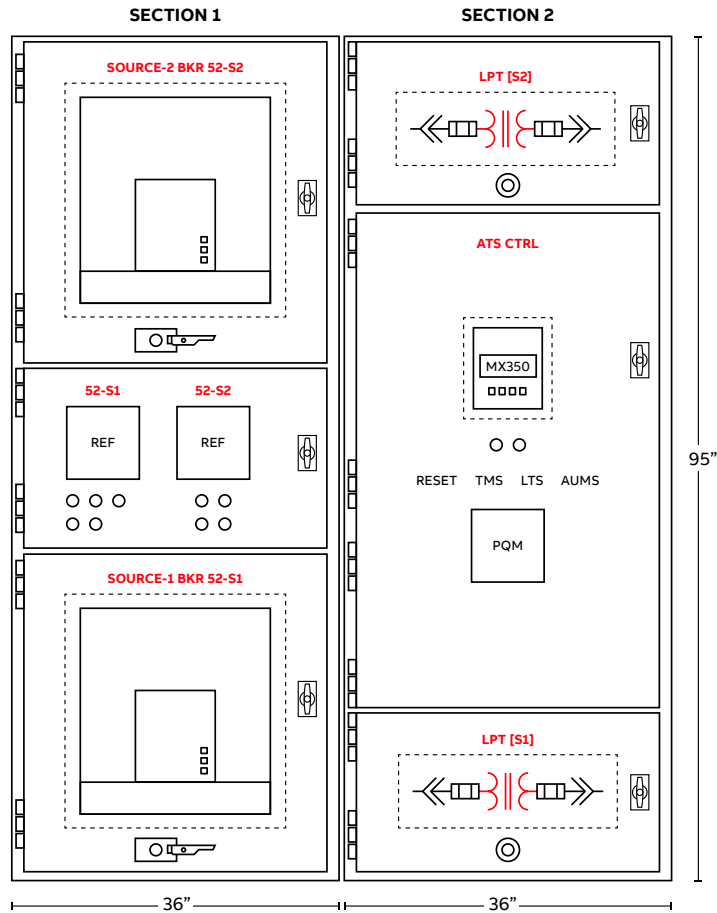 SECTION 1
SECTION 2
SOURCE-2 BKR 52-S2
LPT [S2]
ATS CTRL
MX350
52-S1
52-S2
REF
REF
RESET TMS LTS AUMS
PQM
95”
SOURCE-1 BKR 52-S1
LPT [S1]
36”
36”